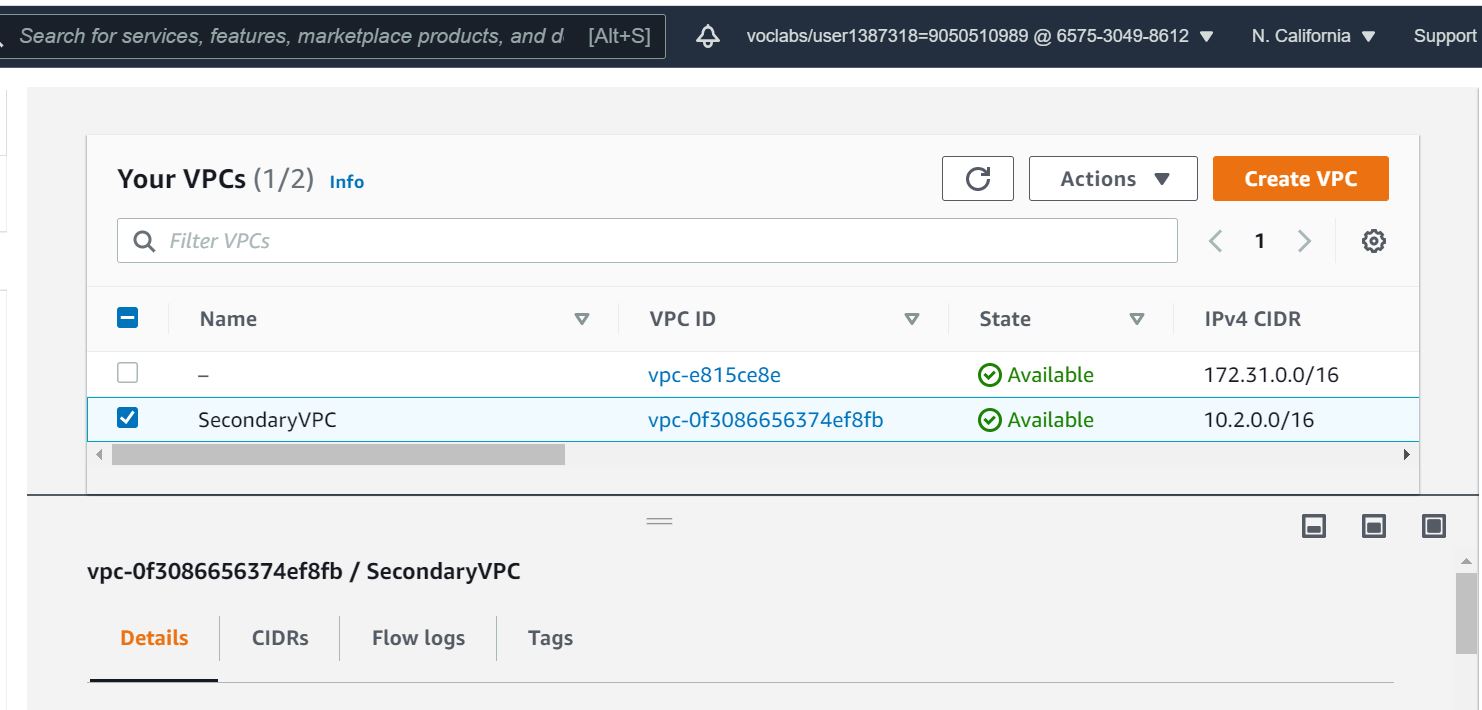 Search for services, features, marketplace products, and d [Alt+S] voclabs/user1387318=9050510989 @ 6575-3049-8612 N. California Support
Your VPCs (1/2) Info Actions Create VPC
Filter VPCs 1
Name VPC ID State IPv4 CIDR
– vpc-e815ce8e Available 172.31.0.0/16
SecondaryVPC vpc-0f3086656374ef8fb Available 10.2.0.0/16
vpc-0f3086656374ef8fb / SecondaryVPC
Details CIDRs Flow logs Tags